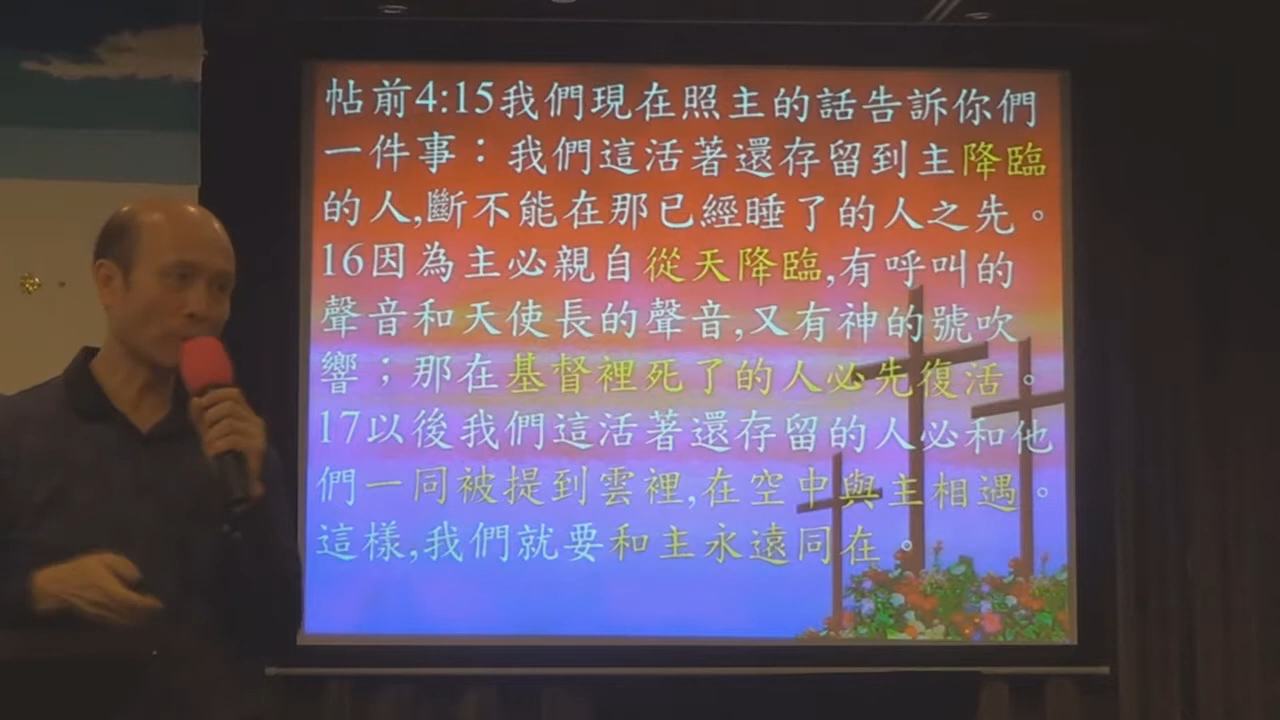 帖前4:15我們現在照主的話告訴你們
一件事：我們這活著還存留到主降臨
的人,斷不能在那已經睡了的人之先。
16因為主必親自從天降臨,有呼叫的
聲音和天使長的聲音,又有神的號吹
響；那在基督裡死了的人必先復活。
17以後我們這活著還存留的人必和他
們一同被提到雲裡,在空中與主相遇。
這樣,我們就要和主永遠同在。